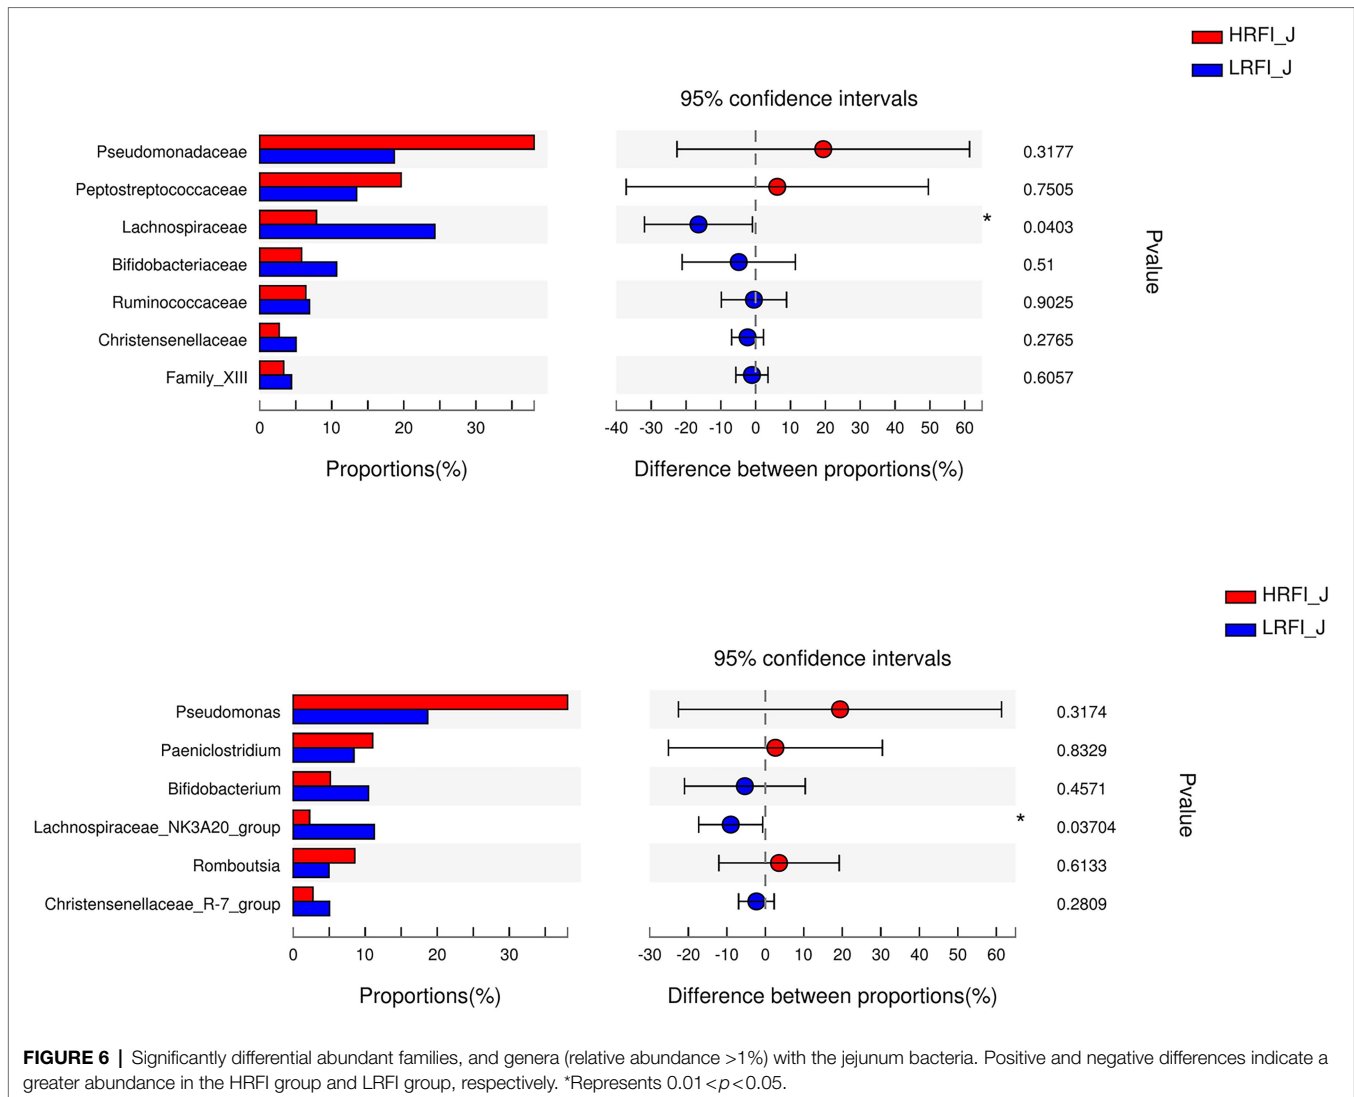 HRFI_J
LRFI_J
95% confidence intervals
Pseudomonadaceae 0.3177
Peptostreptococcaceae 0.7505
Lachnospiraceae * 0.0403
Bifidobacteriaceae 0.51
Ruminococcaceae 0.9025
Christensenellaceae 0.2765
Family_XIII 0.6057
Pvalue
0 10 20 30 -40 -30 -20 -10 0 10 20 30 40 50 60
Proportions(%) Difference between proportions(%)
HRFI_J
LRFI_J
95% confidence intervals
Pseudomonas 0.3174
Paeniclostridium 0.8329
Bifidobacterium 0.4571
Lachnospiraceae_NK3A20_group * 0.03704
Romboutsia 0.6133
Christensenellaceae_R-7_group 0.2809
Pvalue
0 10 20 30 -30 -20 -10 0 10 20 30 40 50 60
Proportions(%) Difference between proportions(%)
FIGURE 6 | Significantly differential abundant families, and genera (relative abundance >1%) with the jejunum bacteria. Positive and negative differences indicate a
greater abundance in the HRFI group and LRFI group, respectively. *Represents 0.01<p<0.05.